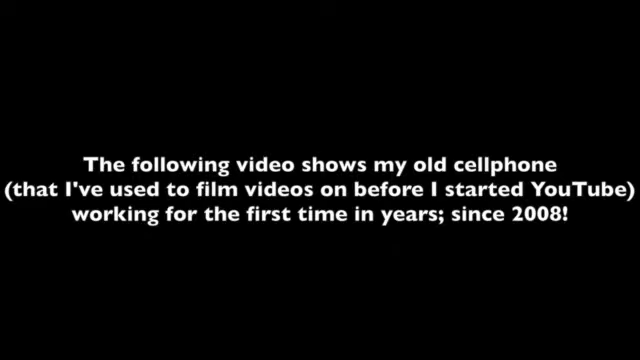 The following video shows my old cellphone
(that I've used to film videos on before I started YouTube)
working for the first time in years; since 2008!